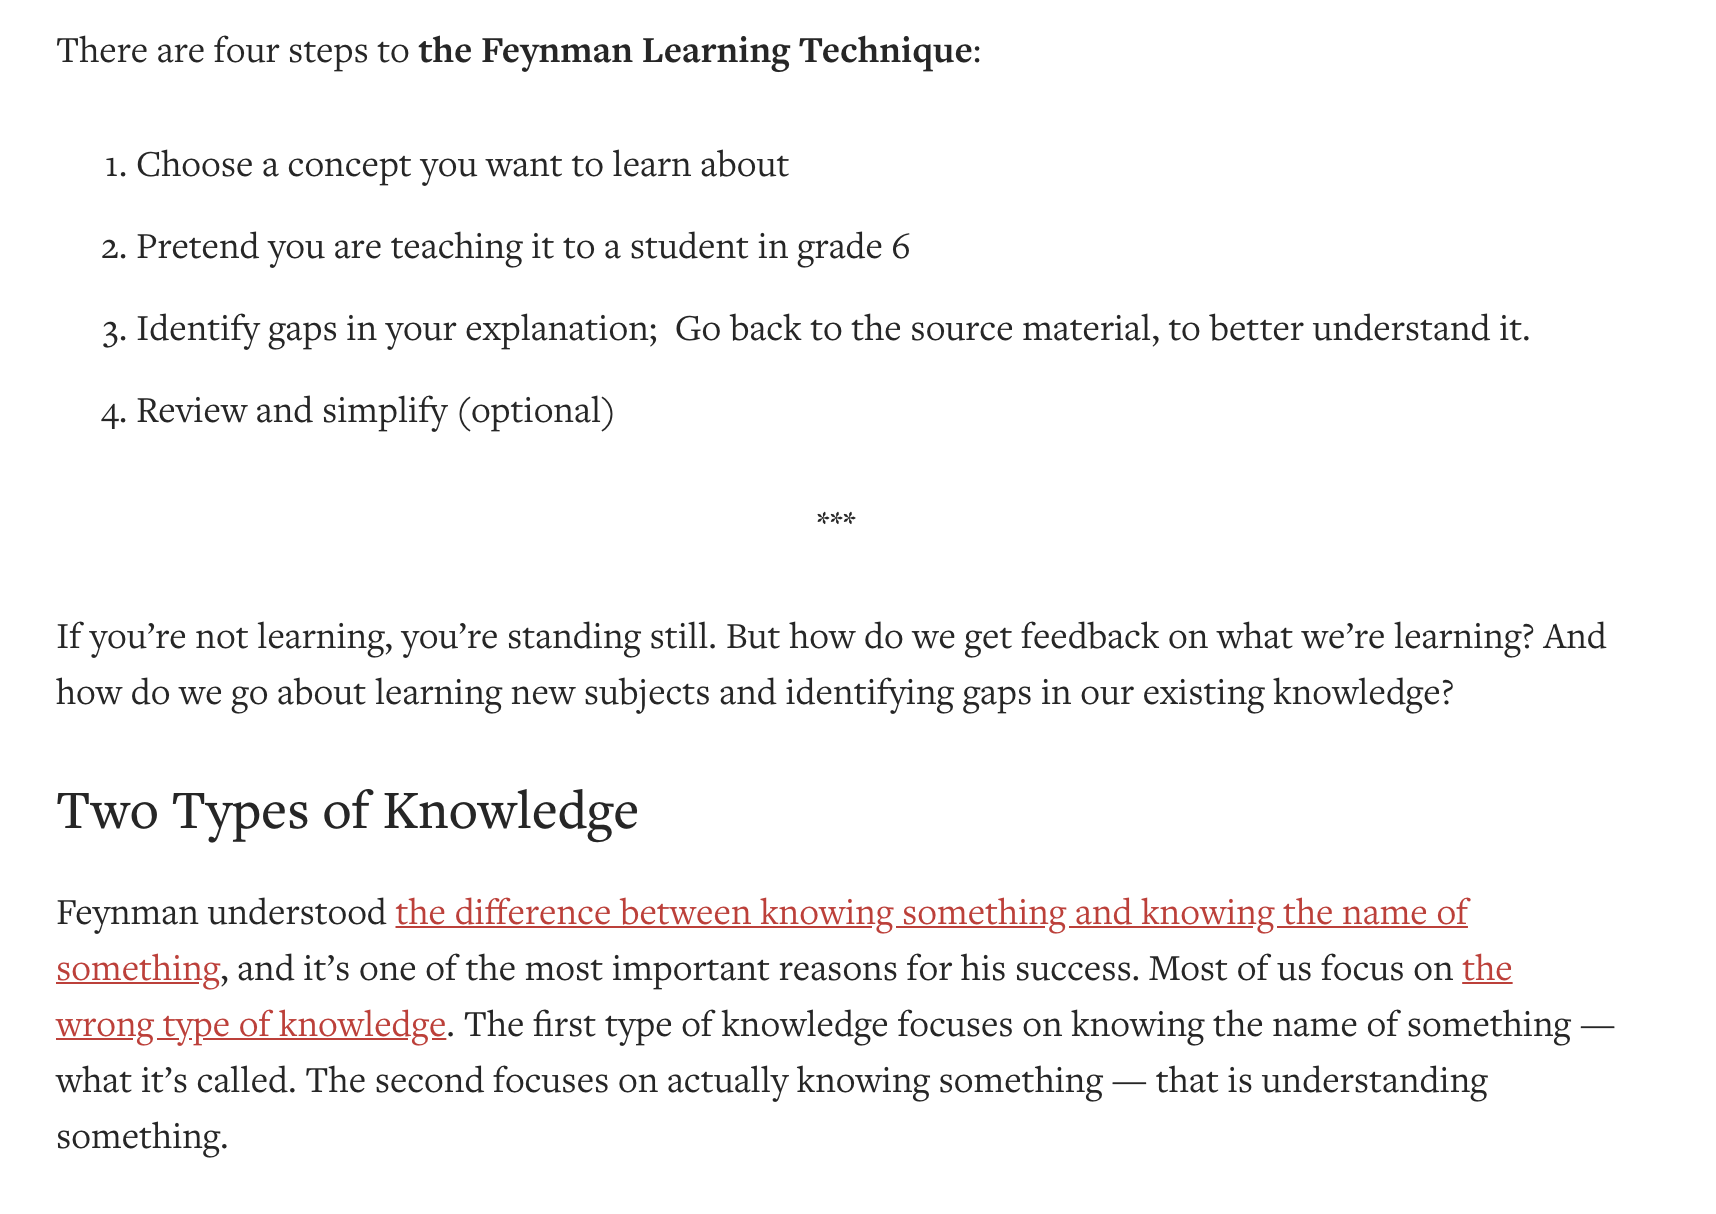 There are four steps to the Feynman Learning Technique:
1. Choose a concept you want to learn about
2. Pretend you are teaching it to a student in grade 6
3. Identify gaps in your explanation;  Go back to the source material, to better understand it.
4. Review and simplify (optional)
***
If you’re not learning, you’re standing still. But how do we get feedback on what we’re learning? And
how do we go about learning new subjects and identifying gaps in our existing knowledge?
Two Types of Knowledge
Feynman understood the difference between knowing something and knowing the name of
something, and it’s one of the most important reasons for his success. Most of us focus on the
wrong type of knowledge. The first type of knowledge focuses on knowing the name of something —
what it’s called. The second focuses on actually knowing something — that is understanding
something.